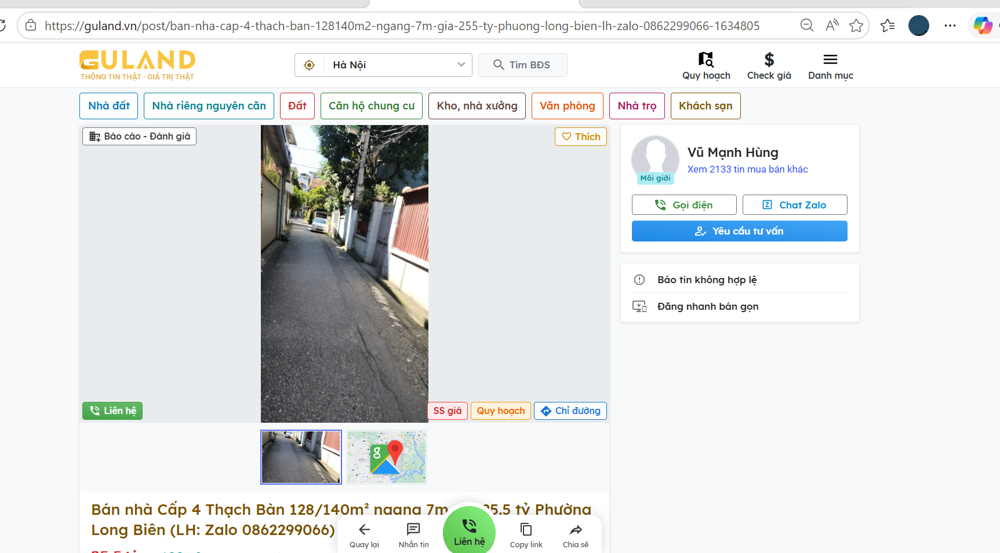 https://guland.vn/post/ban-nha-cap-4-thach-ban-128140m2-ngang-7m-gia-255-ty-phuong-long-bien-lh-zalo-0862299066-1634805
GULAND
THÔNG TIN THẬT - GIÁ TRỊ THẬT
Hà Nội
Tìm BĐS
Quy hoạch
Check giá
Danh mục
Nhà đất
Nhà riêng nguyên căn
Đất
Căn hộ chung cư
Kho, nhà xưởng
Văn phòng
Nhà trọ
Khách sạn
Báo cáo - Đánh giá
Thích
Liên hệ
SS giá
Quy hoạch
Chỉ đường
Vũ Mạnh Hùng
Xem 2133 tin mua bán khác
Môi giới
Gọi điện
Chat Zalo
Yêu cầu tư vấn
Báo tin không hợp lệ
Đăng nhanh bán gọn
Bán nhà Cấp 4 Thạch Bàn 128/140m² ngang 7m 5.5 tỷ Phường
Long Biên (LH: Zalo 0862299066)
Quay lại
Nhắn tin
Liên hệ
Copy link
Chia sẻ